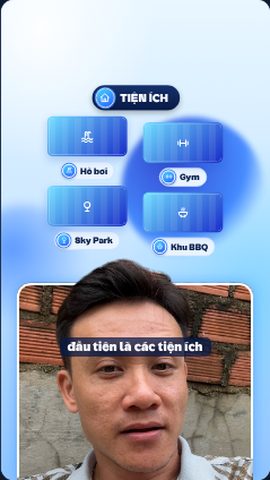 TIỆN ÍCH
Hồ bơi
Gym
Sky Park
Khu BBQ
đầu tiên là các tiện ích